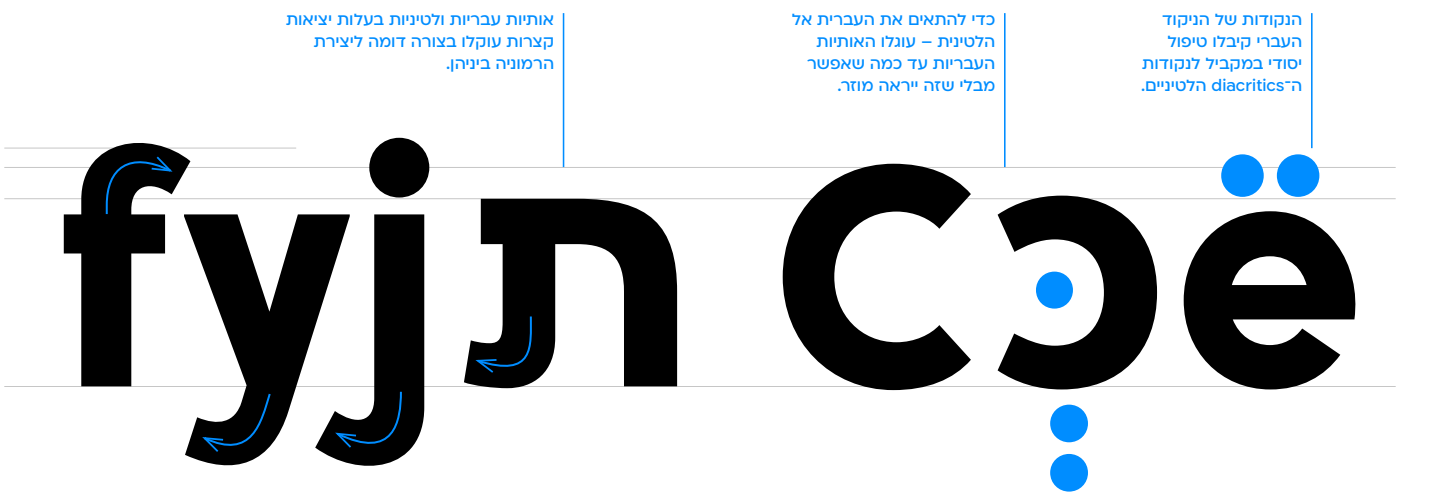 הנקודות של הניקוד
העברי קיבלו טיפול
יסודי במקביל לנקודות
ה־diacritics הלטיניים.
כדי להתאים את העברית אל
הלטינית – עוגלו האותיות
העבריות עד כמה שאפשר
מבלי שזה ייראה מוזר.
אותיות עבריות ולטיניות בעלות יציאות
קצרות עוקלו בצורה דומה ליצירת
הרמוניה ביניהן.
fyjת Cכְּë